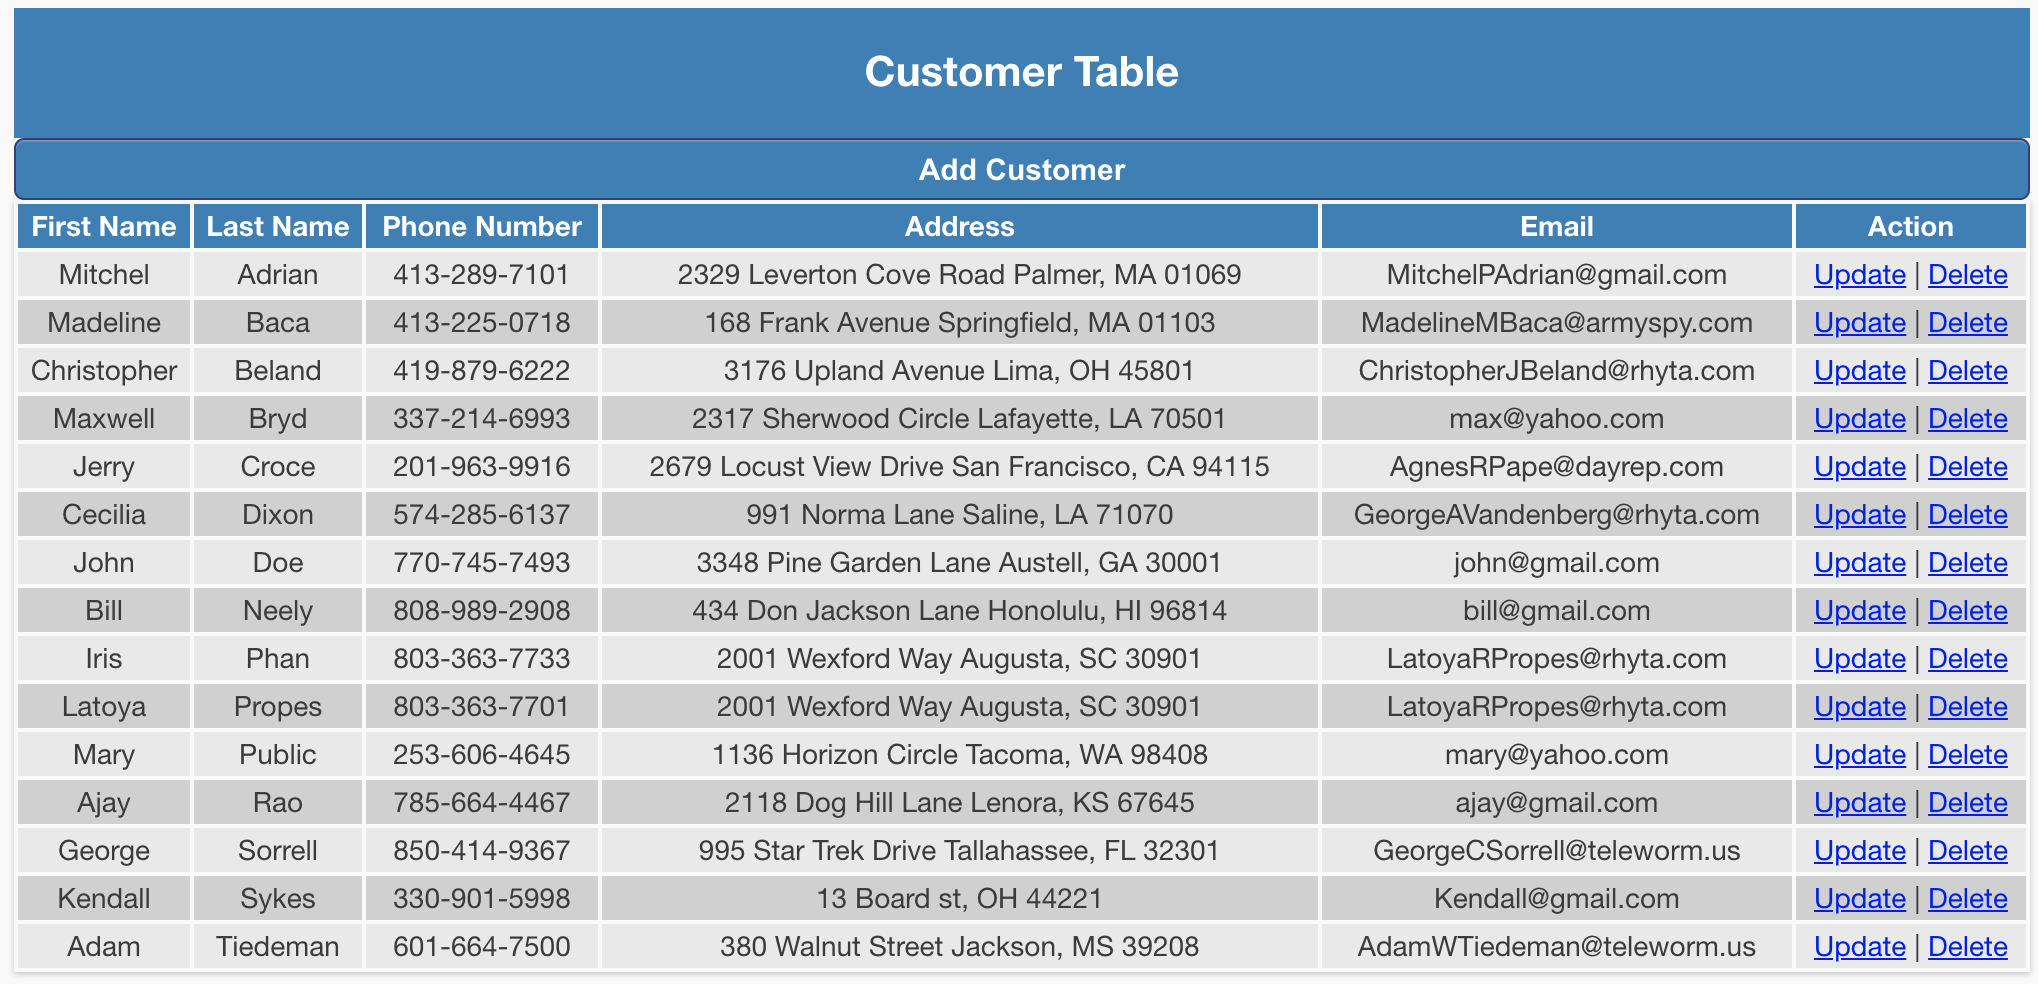 Customer Table
Add Customer
First Name Last Name Phone Number Address Email Action
Mitchel Adrian 413-289-7101 2329 Leverton Cove Road Palmer, MA 01069 MitchelPAdrian@gmail.com Update | Delete
Madeline Baca 413-225-0718 168 Frank Avenue Springfield, MA 01103 MadelineMBaca@armyspy.com Update | Delete
Christopher Beland 419-879-6222 3176 Upland Avenue Lima, OH 45801 ChristopherJBeland@rhyta.com Update | Delete
Maxwell Bryd 337-214-6993 2317 Sherwood Circle Lafayette, LA 70501 max@yahoo.com Update | Delete
Jerry Croce 201-963-9916 2679 Locust View Drive San Francisco, CA 94115 AgnesRPape@dayrep.com Update | Delete
Cecilia Dixon 574-285-6137 991 Norma Lane Saline, LA 71070 GeorgeAVandenberg@rhyta.com Update | Delete
John Doe 770-745-7493 3348 Pine Garden Lane Austell, GA 30001 john@gmail.com Update | Delete
Bill Neely 808-989-2908 434 Don Jackson Lane Honolulu, HI 96814 bill@gmail.com Update | Delete
Iris Phan 803-363-7733 2001 Wexford Way Augusta, SC 30901 LatoyaRPropes@rhyta.com Update | Delete
Latoya Propes 803-363-7701 2001 Wexford Way Augusta, SC 30901 LatoyaRPropes@rhyta.com Update | Delete
Mary Public 253-606-4645 1136 Horizon Circle Tacoma, WA 98408 mary@yahoo.com Update | Delete
Ajay Rao 785-664-4467 2118 Dog Hill Lane Lenora, KS 67645 ajay@gmail.com Update | Delete
George Sorrell 850-414-9367 995 Star Trek Drive Tallahassee, FL 32301 GeorgeCSorrell@teleworm.us Update | Delete
Kendall Sykes 330-901-5998 13 Board st, OH 44221 Kendall@gmail.com Update | Delete
Adam Tiedeman 601-664-7500 380 Walnut Street Jackson, MS 39208 AdamWTiedeman@teleworm.us Update | Delete